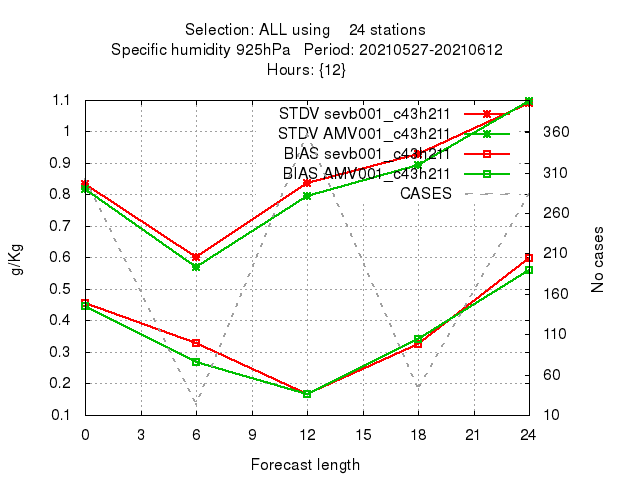 Selection: ALL using 24 stations
Specific humidity 925hPa Period: 20210527-20210612
Hours: {12}
STDV sevb001_c43h211
STDV AMV001_c43h211
BIAS sevb001_c43h211
BIAS AMV001_c43h211
CASES
g/Kg
1.1
1
0.9
0.8
0.7
0.6
0.5
0.4
0.3
0.2
0.1
No cases
360
310
260
210
160
110
60
10
0 3 6 9 12 15 18 21 24
Forecast length